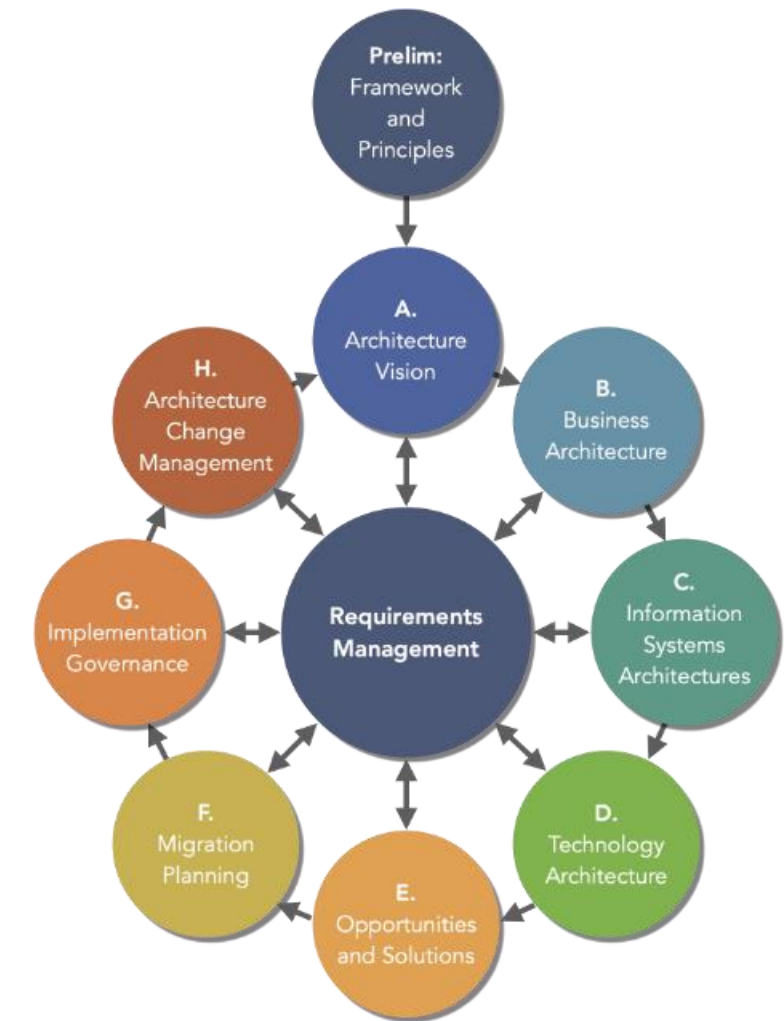 Prelim:
Framework
and
Principles
A.
Architecture
Vision
B.
Business
Architecture
C.
Information
Systems
Architectures
D.
Technology
Architecture
E.
Opportunities
and Solutions
F.
Migration
Planning
G.
Implementation
Governance
H.
Architecture
Change
Management
Requirements
Management